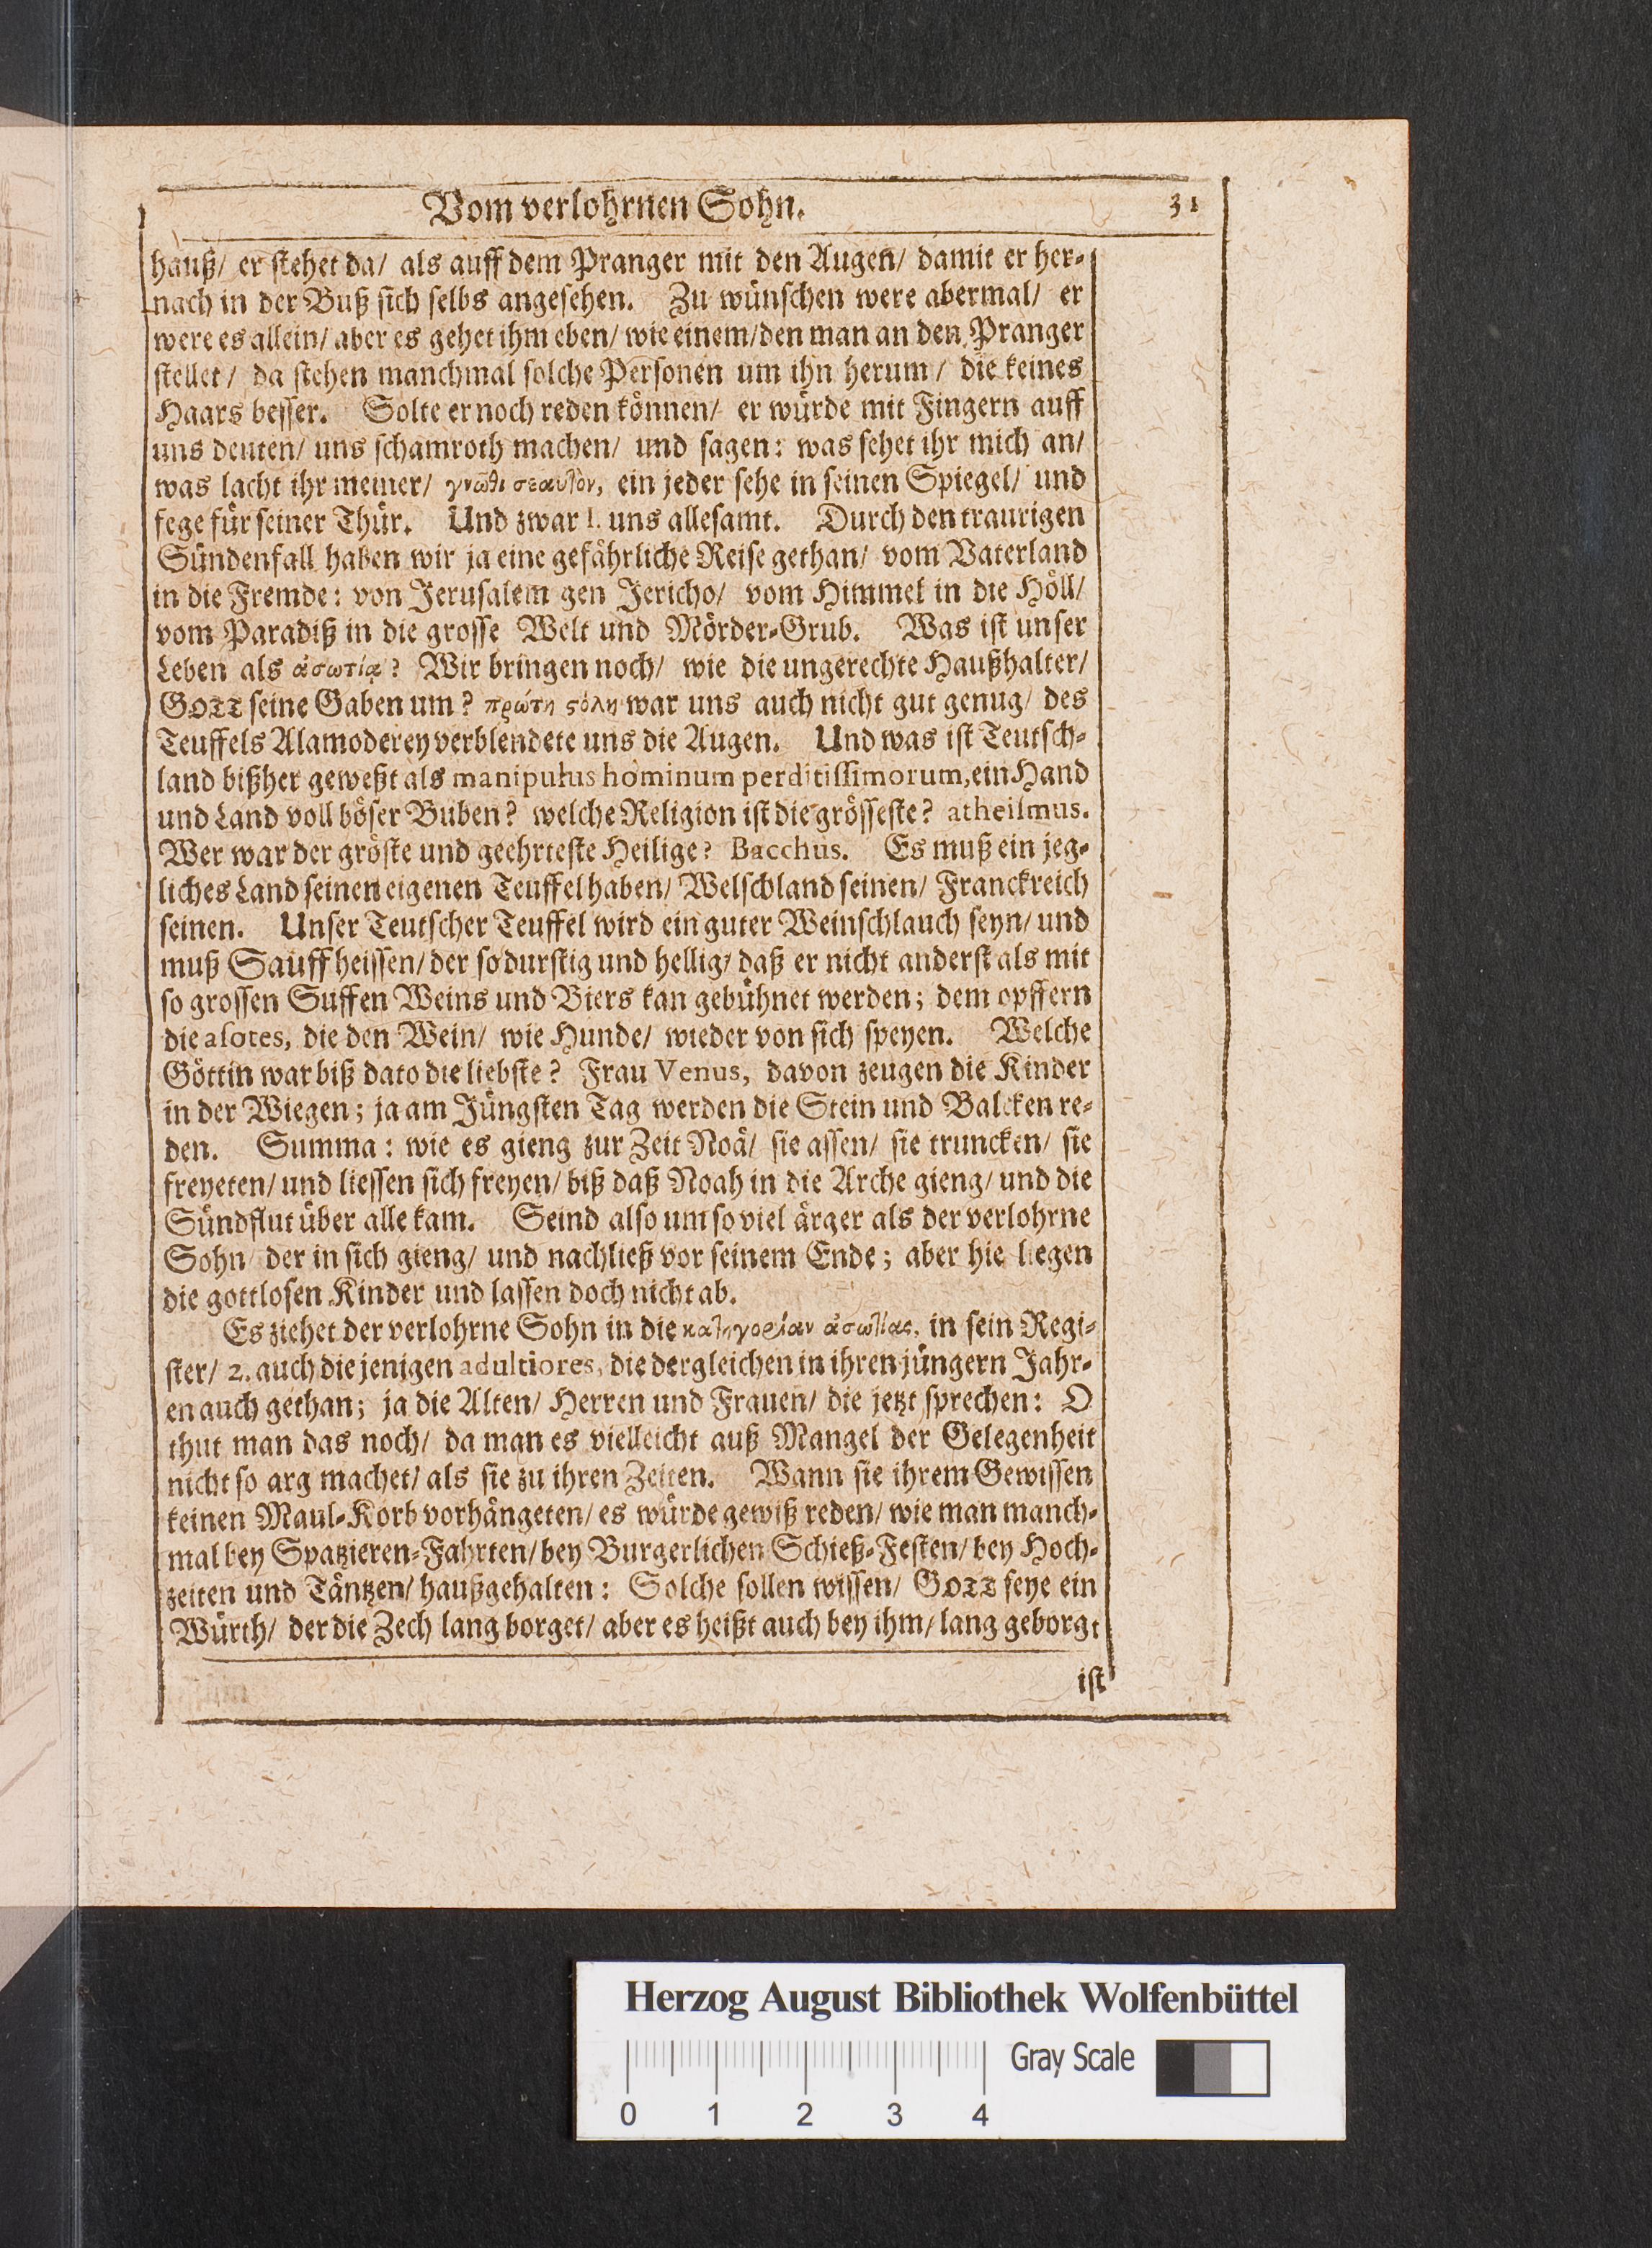 Vom verlohrnen Sohn. 31
hauß/ er stehet da/ als auff dem Pranger mit den Augen/ damit er her-
nach in der Buß sich selbs angesehen. Zu wünschen were abermal/ er
were es allein/ aber es gehet ihm eben/ wie einem/ den man an den Pranger
stellet/ da stehen manchmal solche Personen um ihn herum/ die keines
Haars besser. Solte er noch reden können/ er würde mit Fingern auff
uns deuten/ uns schamroth machen/ und sagen: was sehet ihr mich an/
was lacht ihr meiner/ γνῶθι σεαυτὸν, ein jeder sehe in seinen Spiegel/ und
fege für seiner Thür. Und zwar 1. uns allesamt. Durch den traurigen
Sündenfall haben wir ja eine gefährliche Reise gethan/ vom Vaterland
in die Fremde: von Jerusalem gen Jericho/ vom Himmel in die Höll/
vom Paradiß in die grosse Welt und Mörder-Grub. Was ist unser
Leben als ἀσωτία? Wir bringen noch/ wie die ungerechte Haußhalter/
GOTT seine Gaben um? πρώτη ςόλη war uns auch nicht gut genug/ des
Teuffels Alamoderey verblendete uns die Augen. Und was ist Teutsch-
land bißher geweßt als manipulus hominum perditissimorum, ein Hand
und Land voll böser Buben? welche Religion ist die grösseste? atheismus.
Wer war der gröste und geehrteste Heilige? Bacchus. Es muß ein jeg-
liches Land seinen eigenen Teuffel haben/ Welschland seinen/ Franckreich
seinen. Unser Teutscher Teuffel wird ein guter Weinschlauch seyn/ und
muß Sauff heissen/ der so durstig und hellig/ daß er nicht anderst als mit
so grossen Suffen Weins und Biers kan gebühnet werden; dem opffern
die asotes, die den Wein/ wie Hunde/ wieder von sich speyen. Welche
Göttin war biß dato die liebste? Frau Venus, davon zeugen die Kinder
in der Wiegen; ja am Jüngsten Tag werden die Stein und Balcken re-
den. Summa: wie es gieng zur Zeit Noä/ sie assen/ sie truncken/ sie
freyeten/ und liessen sich freyen/ biß daß Noah in die Arche gieng/ und die
Sündflut über alle kam. Seind also um so viel ärger als der verlohrne
Sohn/ der in sich gieng/ und nachließ vor seinem Ende; aber hie liegen
die gottlosen Kinder und lassen doch nicht ab.
Es ziehet der verlohrne Sohn in die κατηγορίαν ἀσωτίας, in sein Regi-
ster/ 2. auch die jenigen adultiores, die dergleichen in ihren jüngern Jahr-
en auch gethan; ja die Alten/ Herren und Frauen/ die jetzt sprechen: O
thut man das noch/ da man es vielleicht auß Mangel der Gelegenheit
nicht so arg machet/ als sie zu ihren Zeiten. Wann sie ihrem Gewissen
keinen Maul-Korb vorhängeten/ es würde gewiß reden/ wie man manch-
mal bey Spatzieren-Fahrten/ bey Burgerlichen Schieß-Festen/ bey Hoch-
zeiten und Täntzen/ haußgehalten: Solche sollen wissen/ GOTT seye ein
Würth/ der die Zech lang borget/ aber es heißt auch bey ihm/ lang geborgt
ist
Herzog August Bibliothek Wolfenbüttel
Gray Scale
0 1 2 3 4